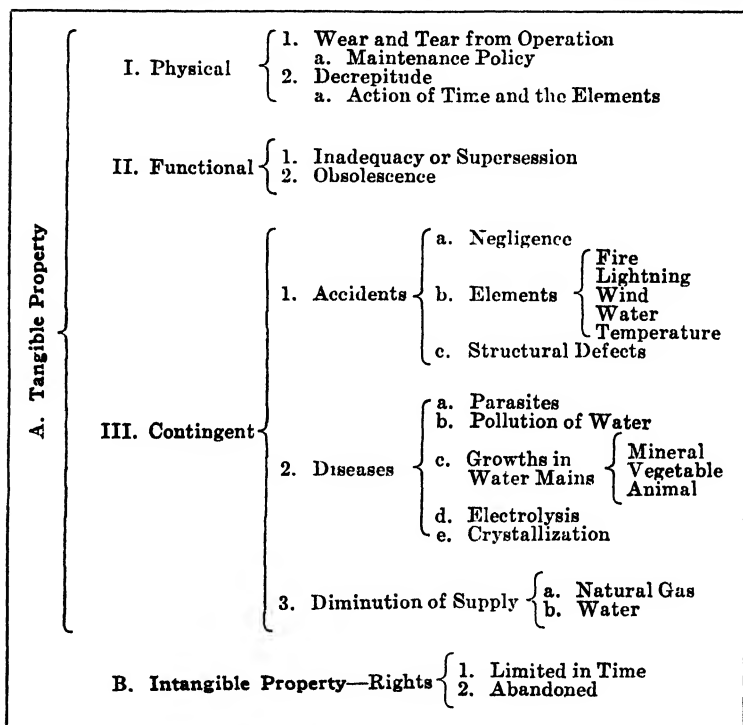 A. Tangible Property
I. Physical
1. Wear and Tear from Operation
a. Maintenance Policy
2. Decrepitude
a. Action of Time and the Elements
II. Functional
1. Inadequacy or Supersession
2. Obsolescence
III. Contingent
1. Accidents
a. Negligence
b. Elements
Fire
Lightning
Wind
Water
Temperature
c. Structural Defects
2. Diseases
a. Parasites
b. Pollution of Water
c. Growths in
Water Mains
Mineral
Vegetable
Animal
d. Electrolysis
e. Crystallization
3. Diminution of Supply
a. Natural Gas
b. Water
B. Intangible Property—Rights
1. Limited in Time
2. Abandoned